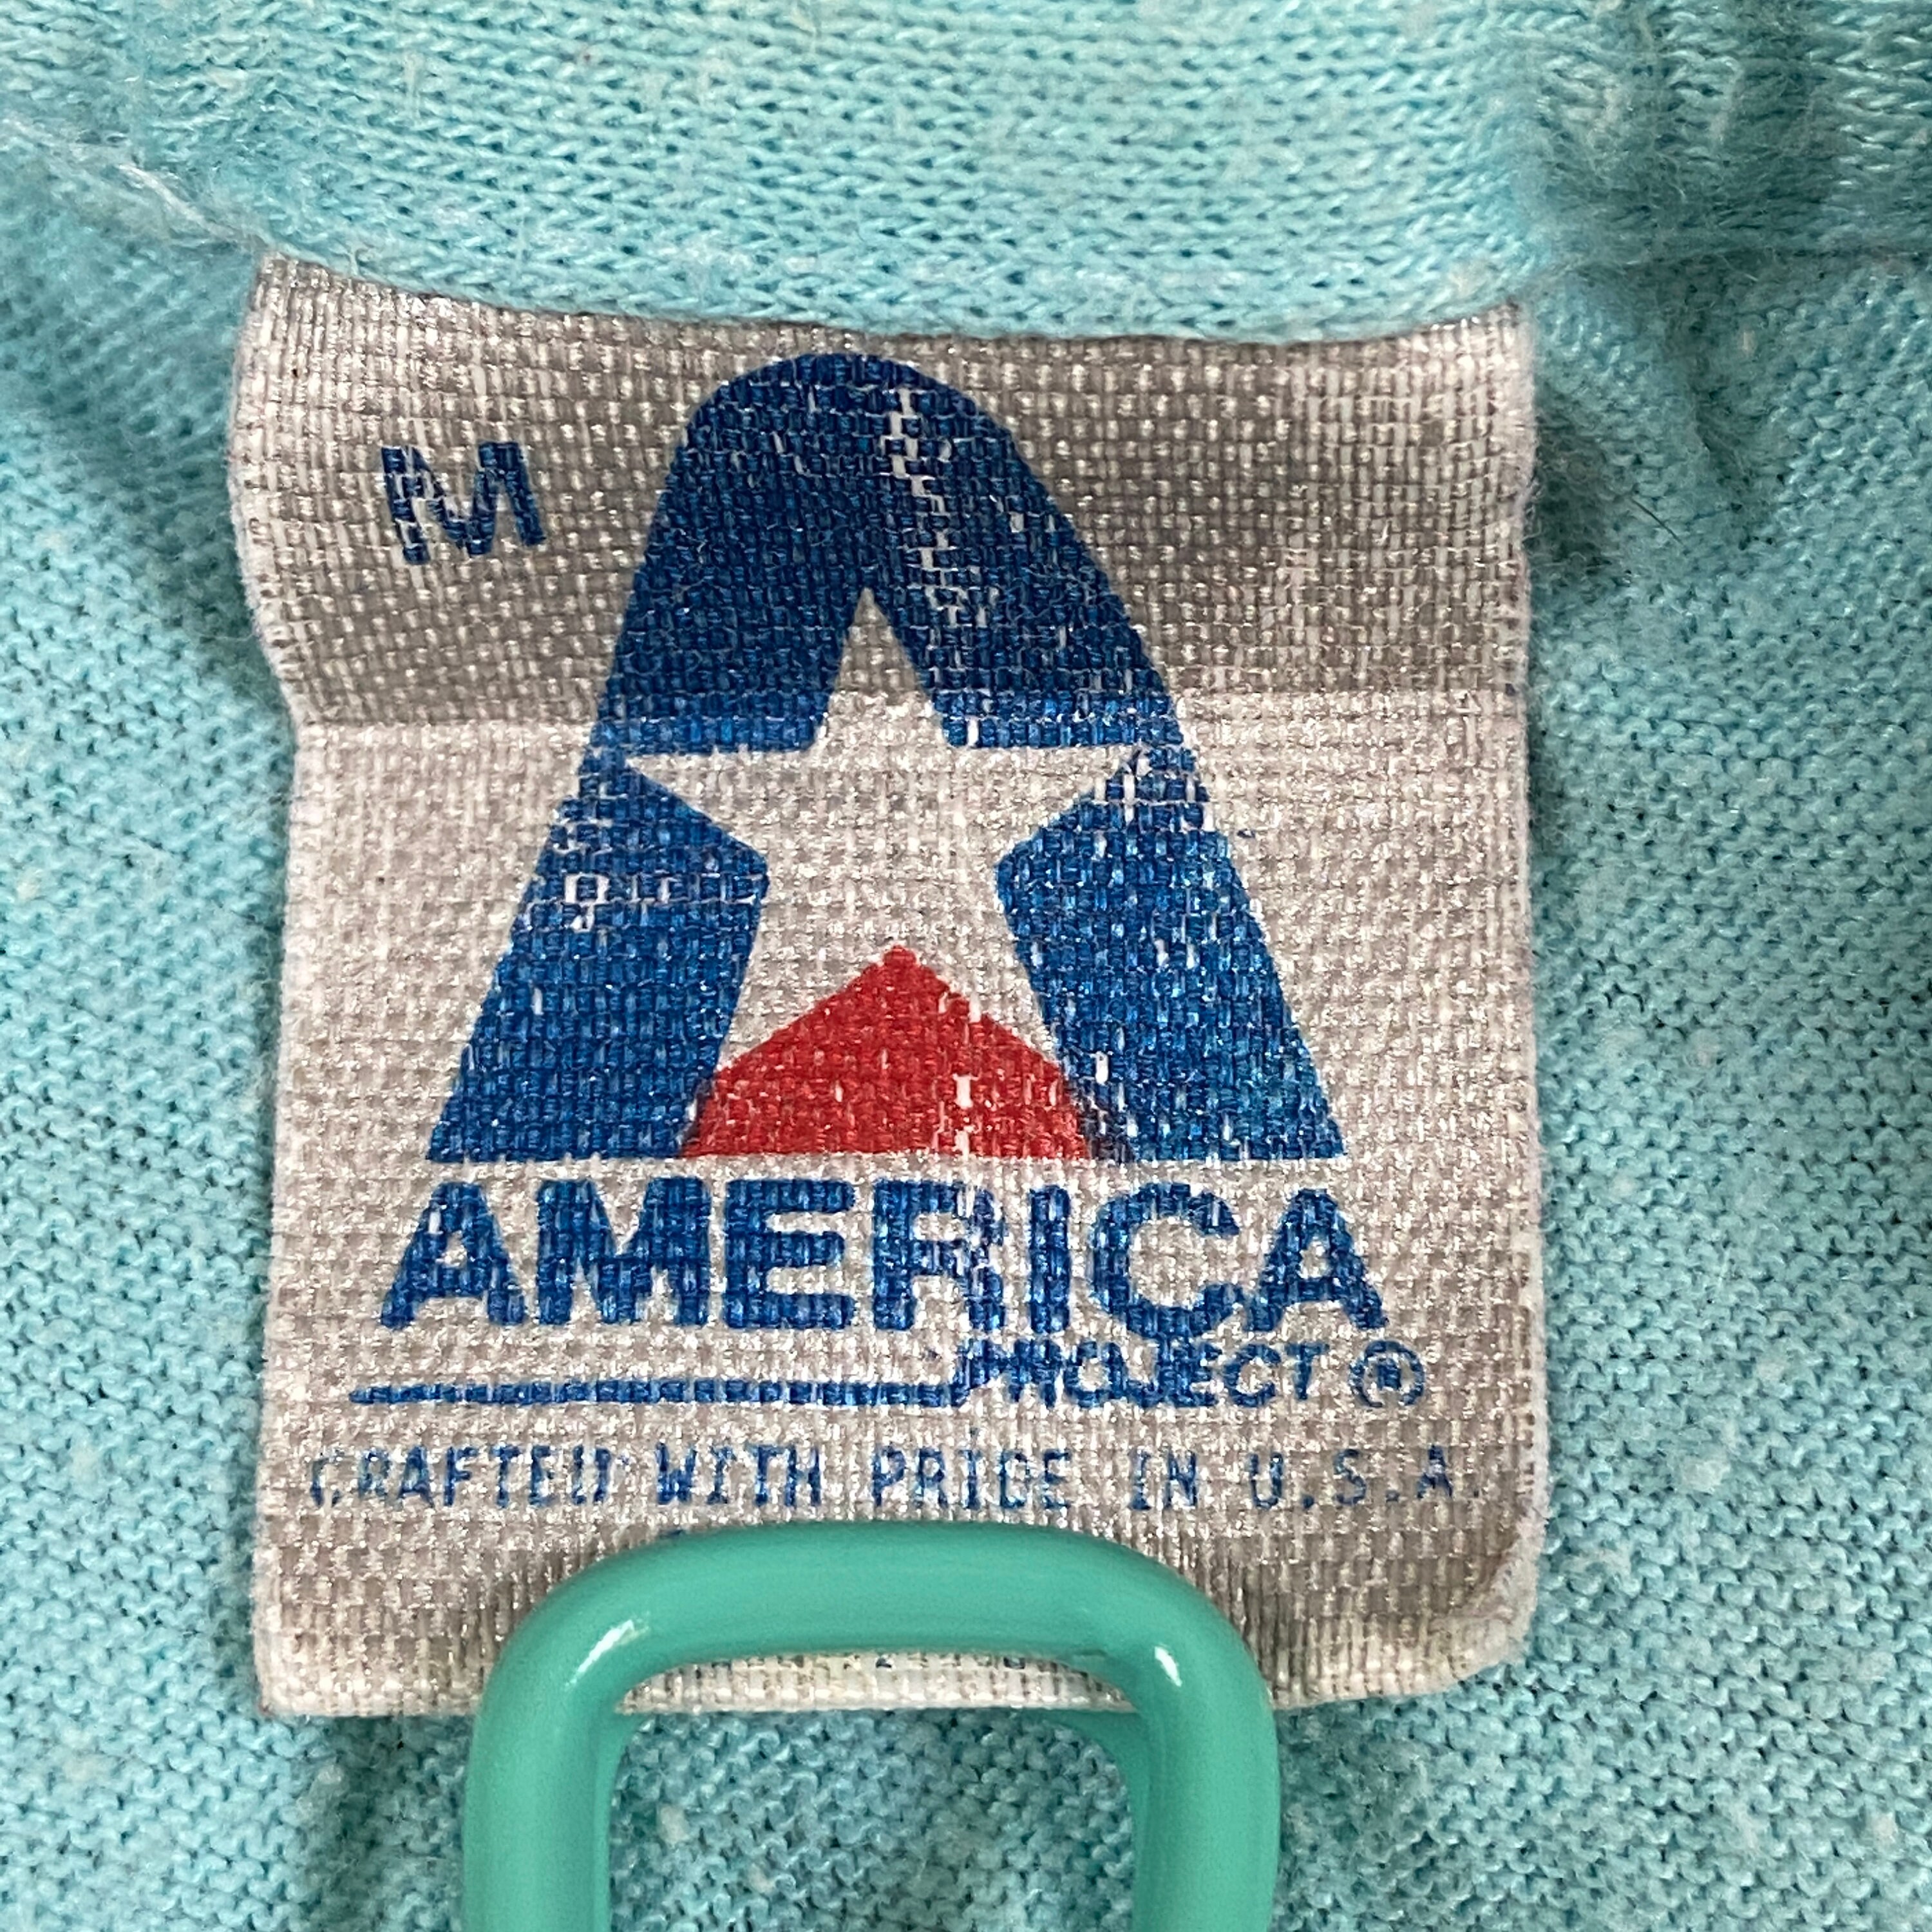 M
AMERICA
PROJECT ®
CRAFTED WITH PRIDE IN U.S.A.